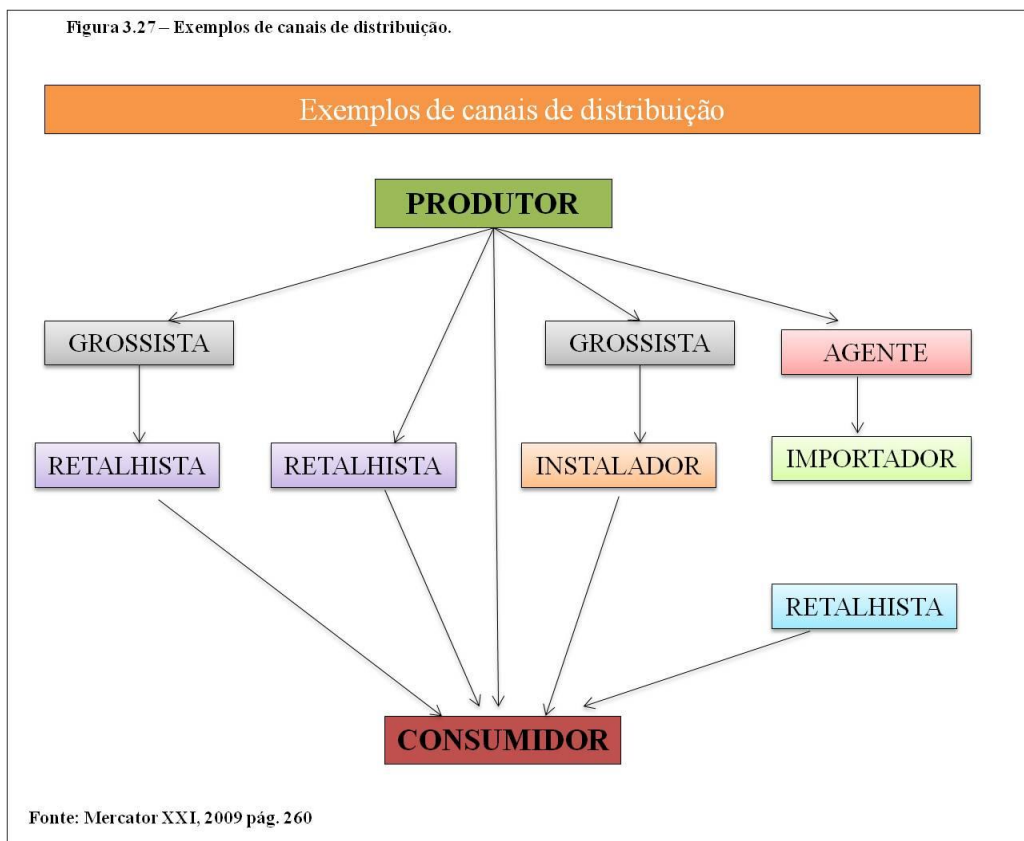 Figura 3.27 – Exemplos de canais de distribuição.
Exemplos de canais de distribuição
PRODUTOR
GROSSISTA
GROSSISTA
AGENTE
RETALHISTA
RETALHISTA
INSTALADOR
IMPORTADOR
RETALHISTA
CONSUMIDOR
Fonte: Mercator XXI, 2009 pág. 260